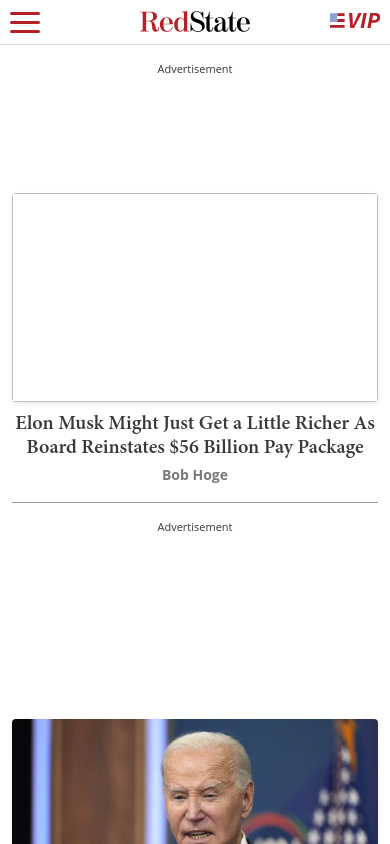 RedState
VIP
Advertisement
Elon Musk Might Just Get a Little Richer As
Board Reinstates $56 Billion Pay Package
Bob Hoge
Advertisement